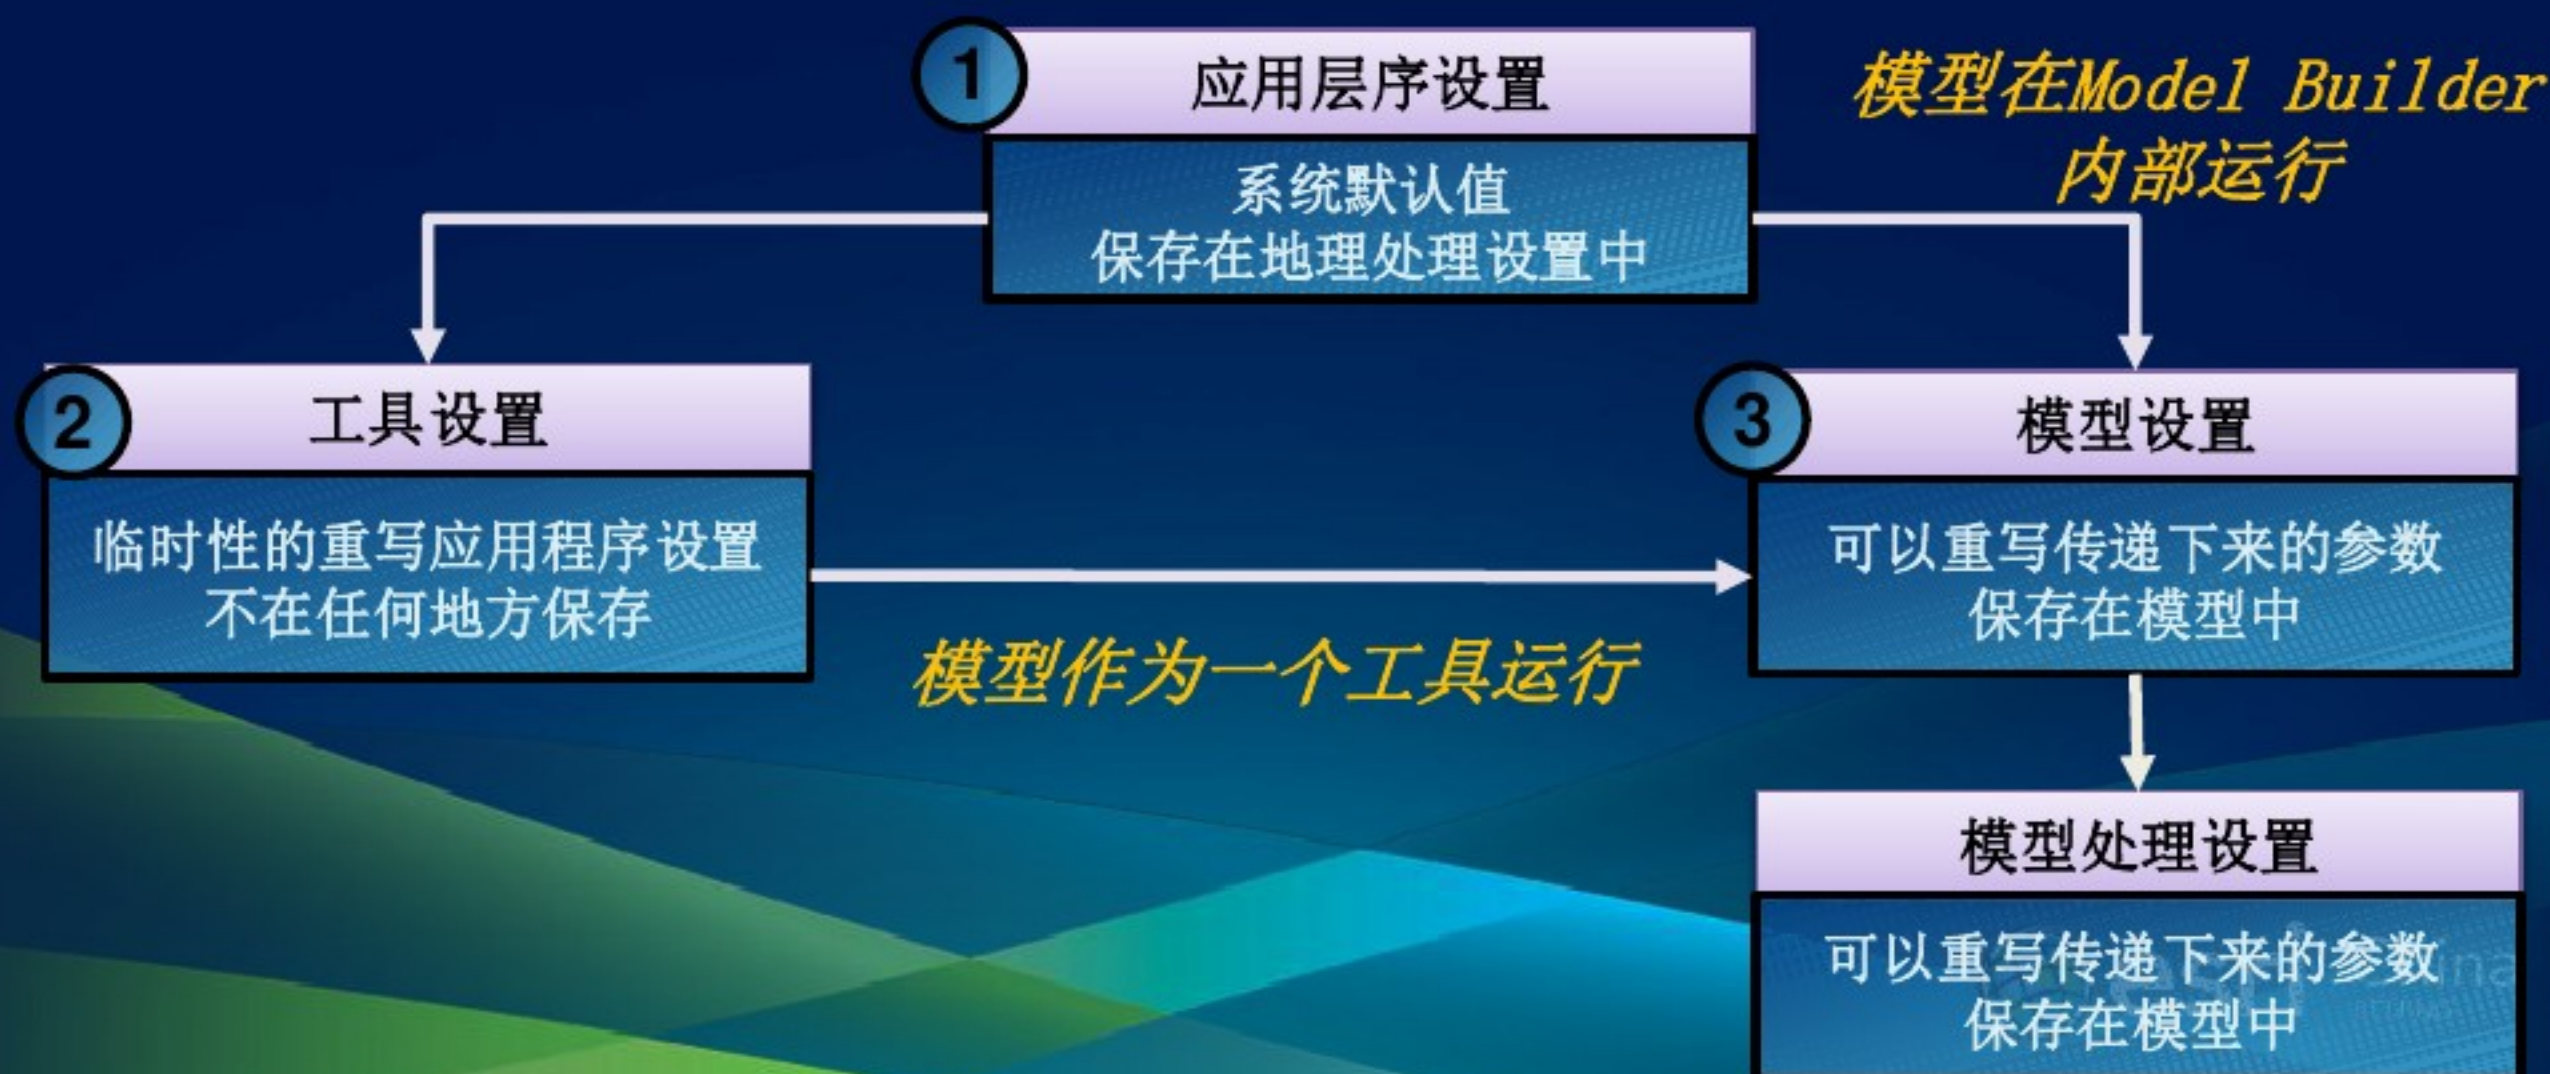 1
应用层序设置
系统默认值
保存在地理处理设置中
模型在Model Builder
内部运行
2
工具设置
临时性的重写应用程序设置
不在任何地方保存
模型作为一个工具运行
3
模型设置
可以重写传递下来的参数
保存在模型中
模型处理设置
可以重写传递下来的参数
保存在模型中